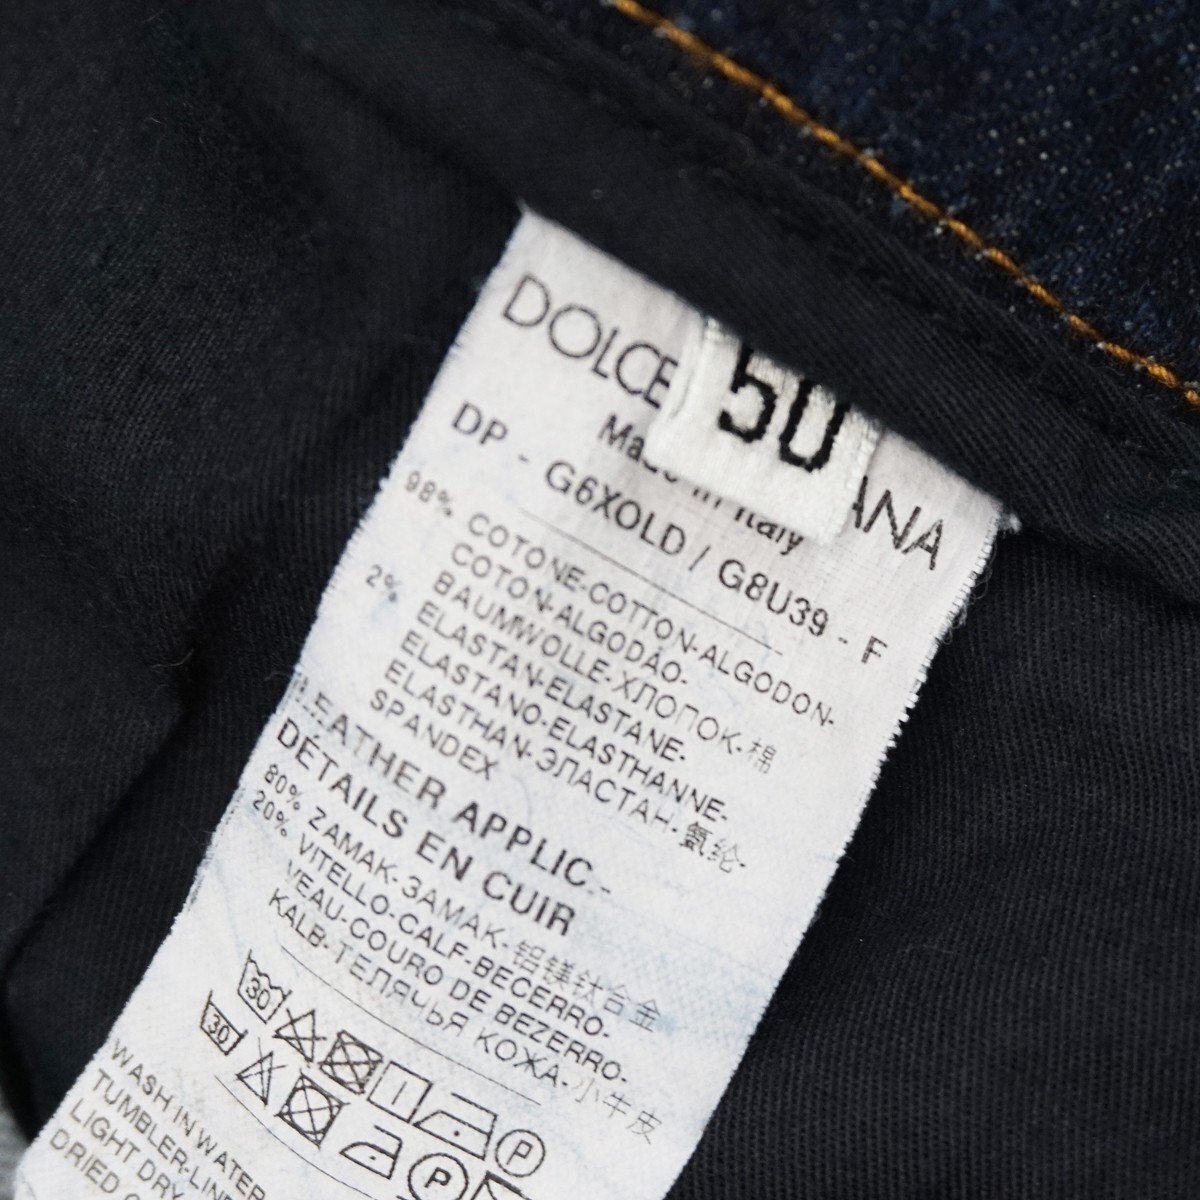 DOLCE ANA
50
Made in Italy
DP - G6XOLD / G8U39 - F
98% COTONE-COTTON-ALGODON-
COTON-ALGODÃO-
BAUMWOLLE-ХЛОПОК-棉
2% ELASTAN-ELASTANE-
ELASTANO-ELASTHANNE-
ELASTHAN-ЭЛАСТАН-氨纶-
SPANDEX
LEATHER APPLIC.-
DÉTAILS EN CUIR
80% ZAMAK-ЗАМАК-铝镁钛合金
20% VITELLO-CALF-BECERRO-
VEAU-COURO DE BEZERRO-
KALB-ТЕЛЯЧЬЯ КОЖА-小牛皮
30 P
30 P
WASH IN WATER
TUMBLER-LINE
LIGHT DRY
DRIED